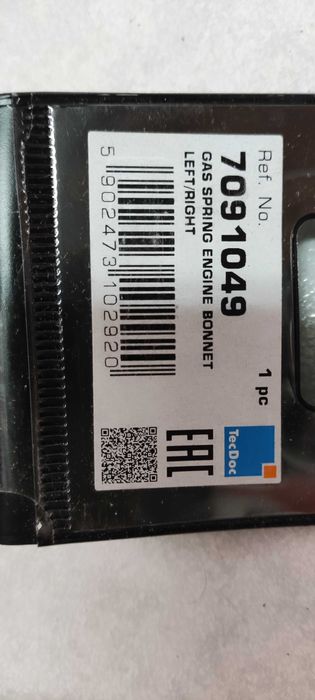 Ref. No.
7091049
1 pc
GAS SPRING ENGINE BONNET
LEFT/RIGHT
5 902473 102920
EAC
TecDoc